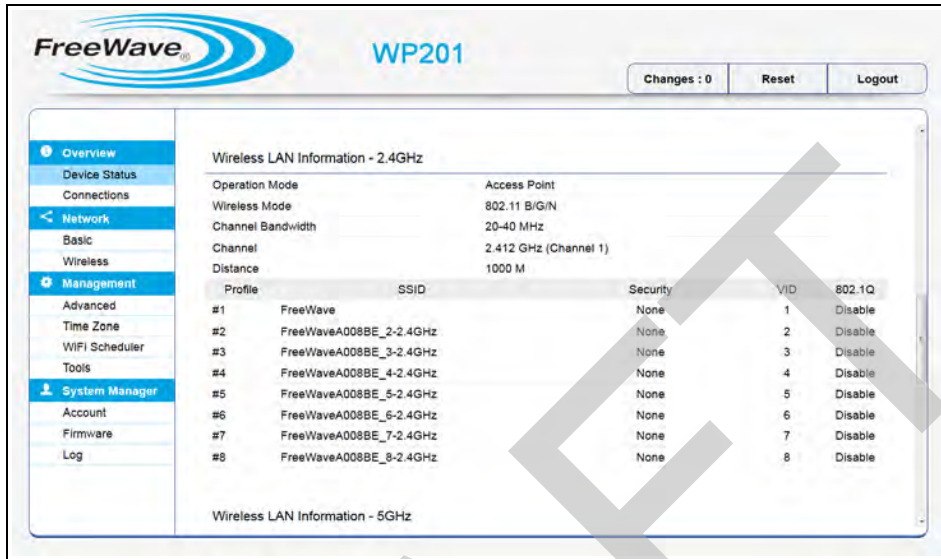 FreeWave®
WP201
Changes : 0 Reset Logout
Overview
Device Status
Connections
Network
Basic
Wireless
Management
Advanced
Time Zone
WiFi Scheduler
Tools
System Manager
Account
Firmware
Log
Wireless LAN Information - 2.4GHz
Operation Mode Access Point
Wireless Mode 802.11 B/G/N
Channel Bandwidth 20-40 MHz
Channel 2.412 GHz (Channel 1)
Distance 1000 M
Profile SSID Security VID 802.1Q
#1 FreeWave None 1 Disable
#2 FreeWaveA008BE_2-2.4GHz None 2 Disable
#3 FreeWaveA008BE_3-2.4GHz None 3 Disable
#4 FreeWaveA008BE_4-2.4GHz None 4 Disable
#5 FreeWaveA008BE_5-2.4GHz None 5 Disable
#6 FreeWaveA008BE_6-2.4GHz None 6 Disable
#7 FreeWaveA008BE_7-2.4GHz None 7 Disable
#8 FreeWaveA008BE_8-2.4GHz None 8 Disable
Wireless LAN Information - 5GHz